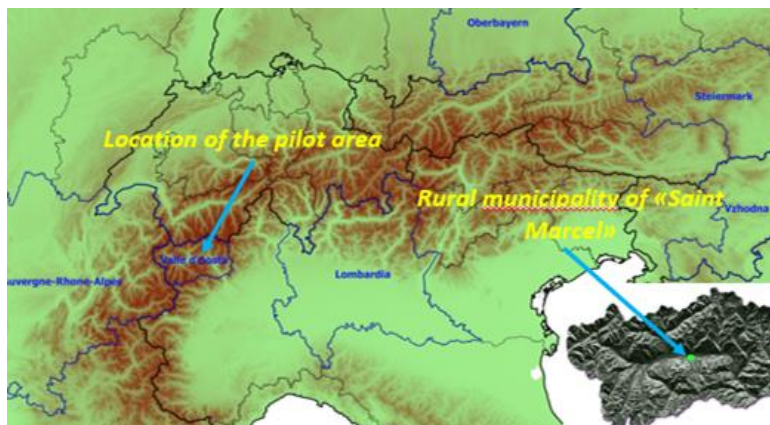 Oberbayern
Steiermark
Location of the pilot area
Rural municipality of «Saint
Marcel»
Vzhodna
Valle d'Aosta
Lombardia
uvergne-Rhone-Alpes